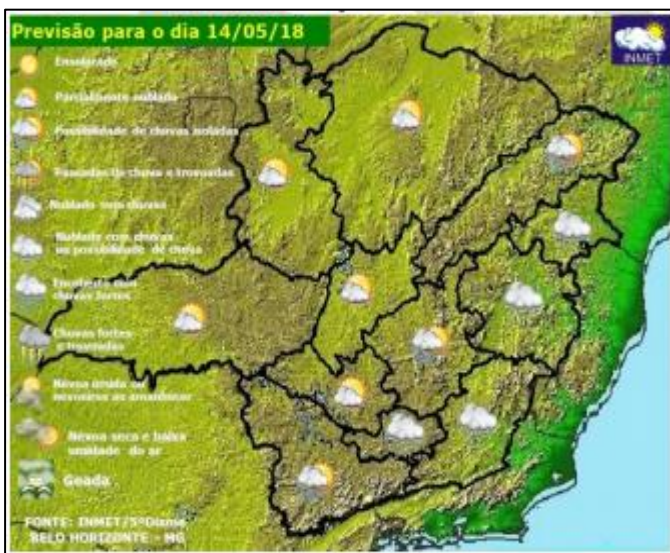 Previsão para o dia 14/05/18
INMET
Ensolarado
Parcialmente nublado
Possibilidade de chuvas isoladas
Pancadas de chuva e trovoadas
Nublado com chuvas
Nublado com chuvas
ou possibilidade de chuva
Encoberto com
chuvas fortes
Chuvas fortes
e trovoadas
Névoa úmida ou
nevoeiro ao amanhecer
Névoa seca e baixa
umidade do ar
Geada
FONTE: INMET/5ºDisme
BELO HORIZONTE - MG